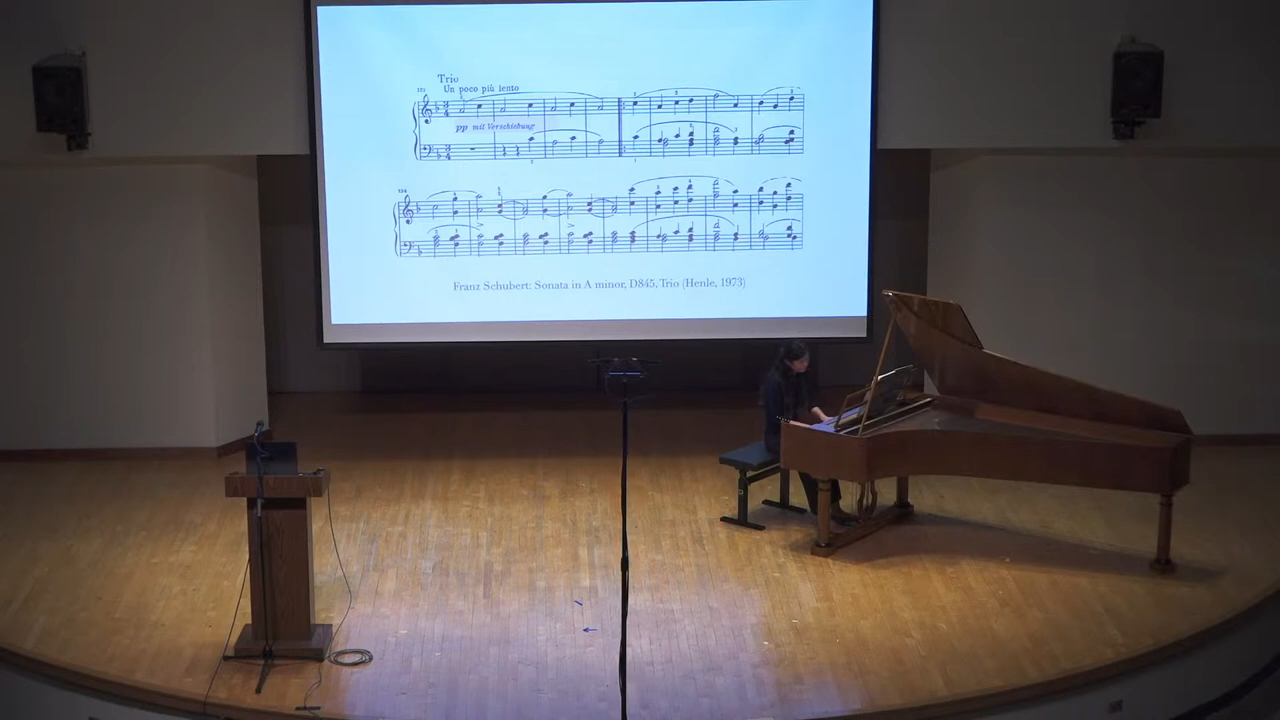 Trio
Un poco più lento
pp mit Verschiebung
Franz Schubert: Sonata in A minor, D845, Trio (Henle, 1973)